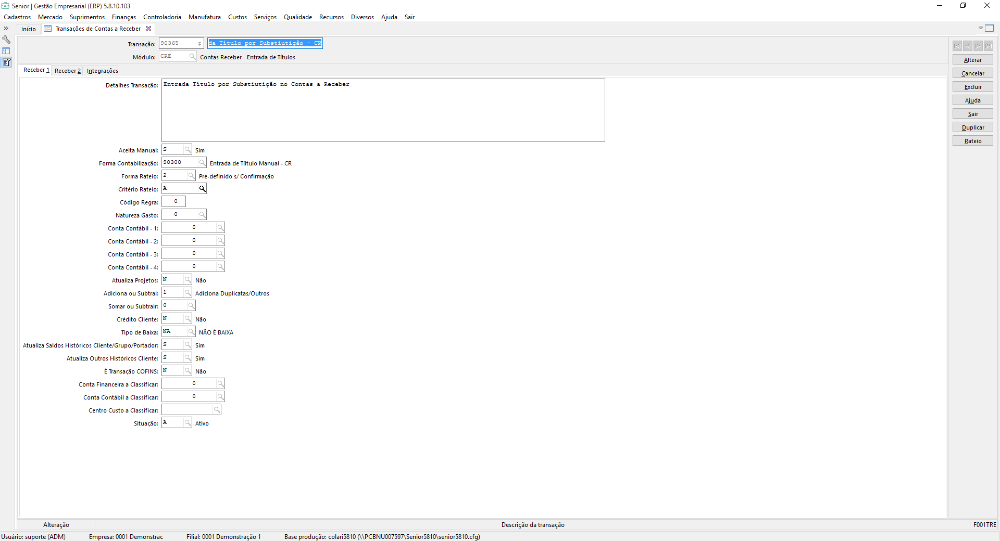 Senior | Gestão Empresarial (ERP) 5.8.10.103
Cadastros Mercado Suprimentos Finanças Controladoria Manufatura Custos Serviços Qualidade Recursos Diversos Ajuda Sair
Início Transações de Contas a Receber
Transação: 90365 da Título por Substiutição - CR
Módulo: CRE Contas Receber - Entrada de Títulos
Receber 1 Receber 2 Integrações
Detalhes Transação: Entrada Título por Substiutição no Contas a Receber
Aceita Manual: S Sim
Forma Contabilização: 90300 Entrada de TíItulo Manual - CR
Forma Rateio: 2 Pré-definido s/ Confirmação
Critério Rateio: A
Código Regra: 0
Natureza Gasto: 0
Conta Contábil - 1: 0
Conta Contábil - 2: 0
Conta Contábil - 3: 0
Conta Contábil - 4: 0
Atualiza Projetos: N Não
Adiciona ou Subtrai: 1 Adiciona Duplicatas/Outros
Somar ou Subtrair: 0
Crédito Cliente: N Não
Tipo de Baixa: NA NÃO É BAIXA
Atualiza Saldos Históricos Cliente/Grupo/Portador: S Sim
Atualiza Outros Históricos Cliente: S Sim
É Transação COFINS: N Não
Conta Financeira a Classificar: 0
Conta Contábil a Classificar: 0
Centro Custo a Classificar:
Situação: A Ativo
Alterar
Cancelar
Excluir
Ajuda
Sair
Duplicar
Rateio
Alteração Descrição da transação F001TRE
Usuário: suporte (ADM) Empresa: 0001 Demonstrac Filial: 0001 Demonstração 1 Base produção: colari5810 (\\PCBNU007597\Senior5810\senior5810.cfg)